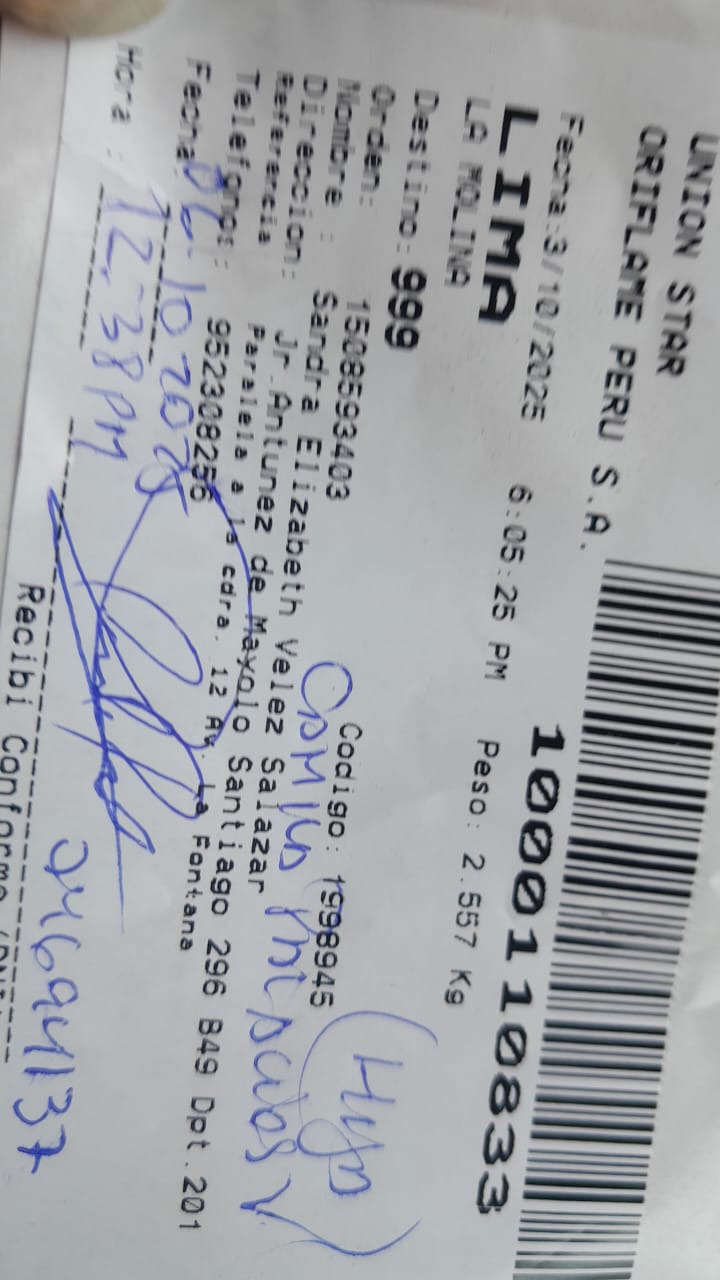 UNION STAR
ORIFLAME PERU S.A.
Fecha:3/10/2025 6:05:25 PM
1000110833
LIMA
LA MOLINA
Peso: 2.557 Kg
Destino: 999
Orden: 1508593403
Codigo: 1998945
Nombre : Sandra Elizabeth Velez Salazar
Direccion: Jr Antunez de Mayolo Santiago 296 B49 Dpt.201
Referencia Paralela a la cdra. 12 Av. La Fontana
Telefono: 952308256
(Hijo)
Fecha: 10 2025
Hora : 12:38 PM
Recibi Conforme